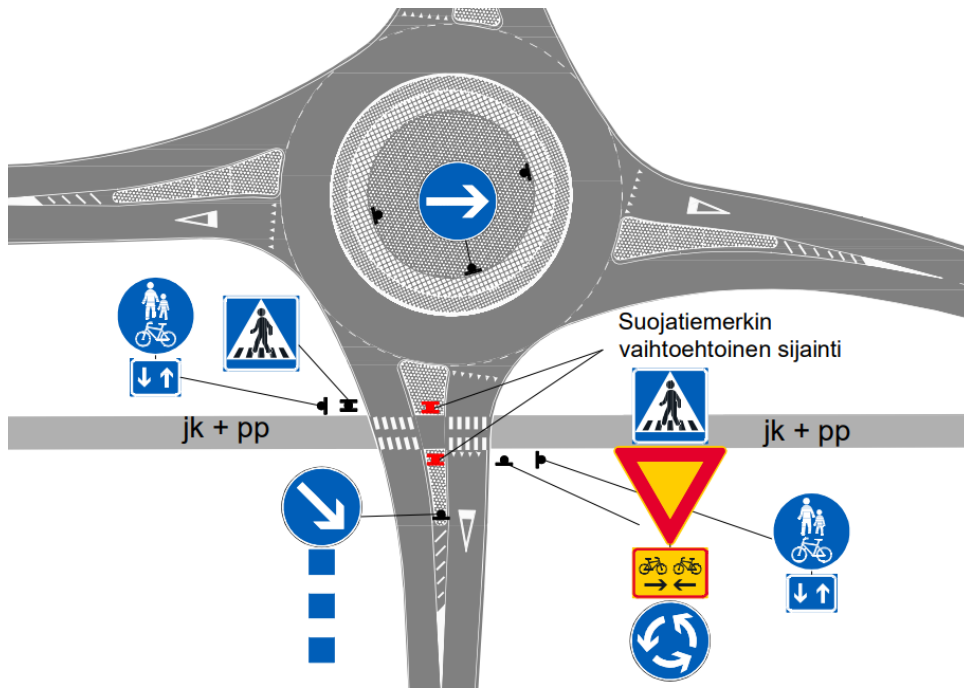 Suojatiemerkin
vaihtoehtoinen sijainti
jk + pp
jk + pp